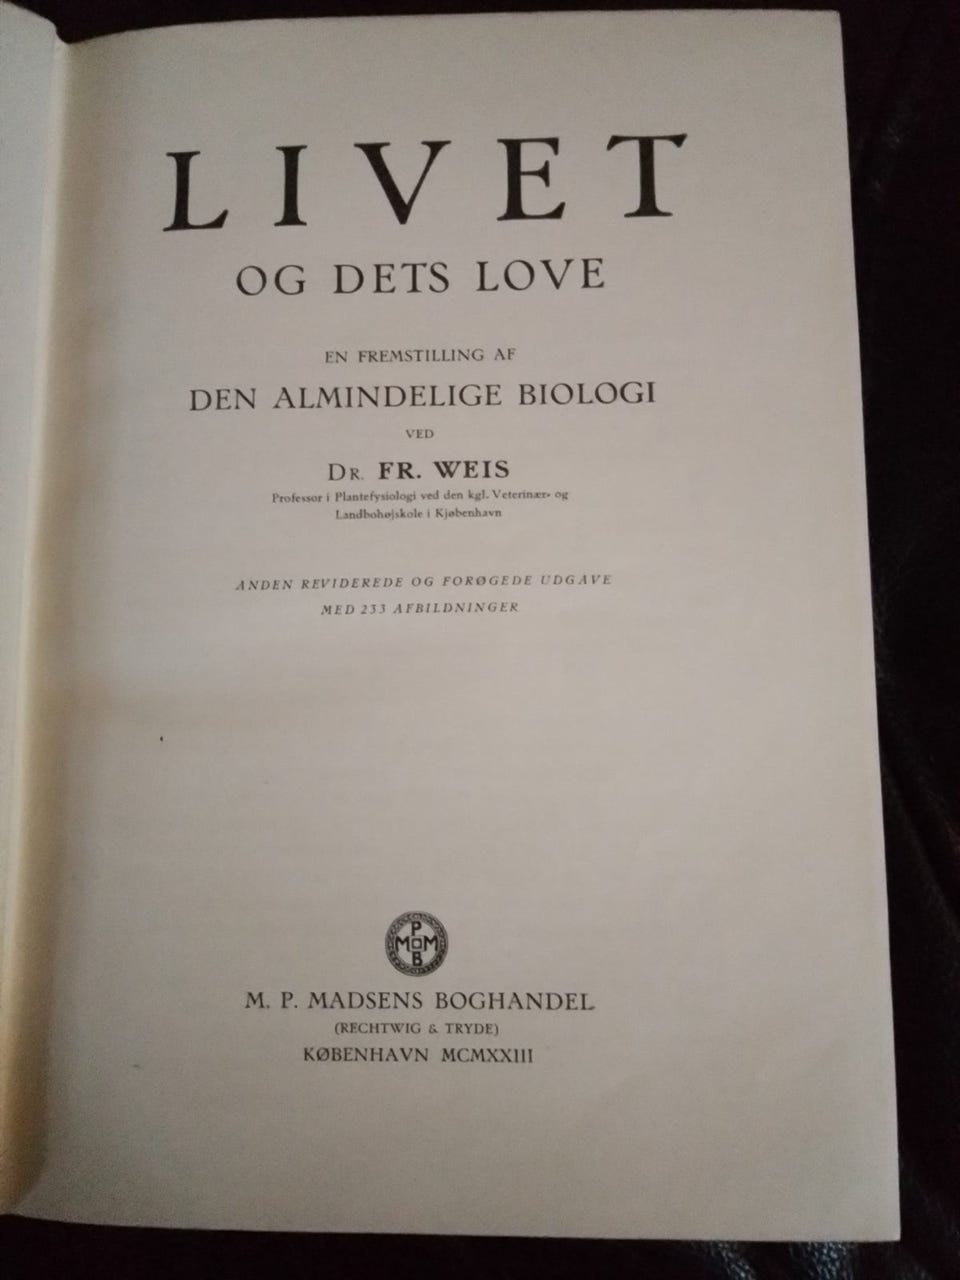 LIVET
OG DETS LOVE
EN FREMSTILLING AF
DEN ALMINDELIGE BIOLOGI
VED
DR. FR. WEIS
Professor i Plantefysiologi ved den kgl. Veterinær- og
Landbohøjskole i Kjøbenhavn
ANDEN REVIDEREDE OG FORØGEDE UDGAVE
MED 233 AFBILDNINGER
P
M M
B
M. P. MADSENS BOGHANDEL
(RECHTWIG & TRYDE)
KØBENHAVN MCMXXIII